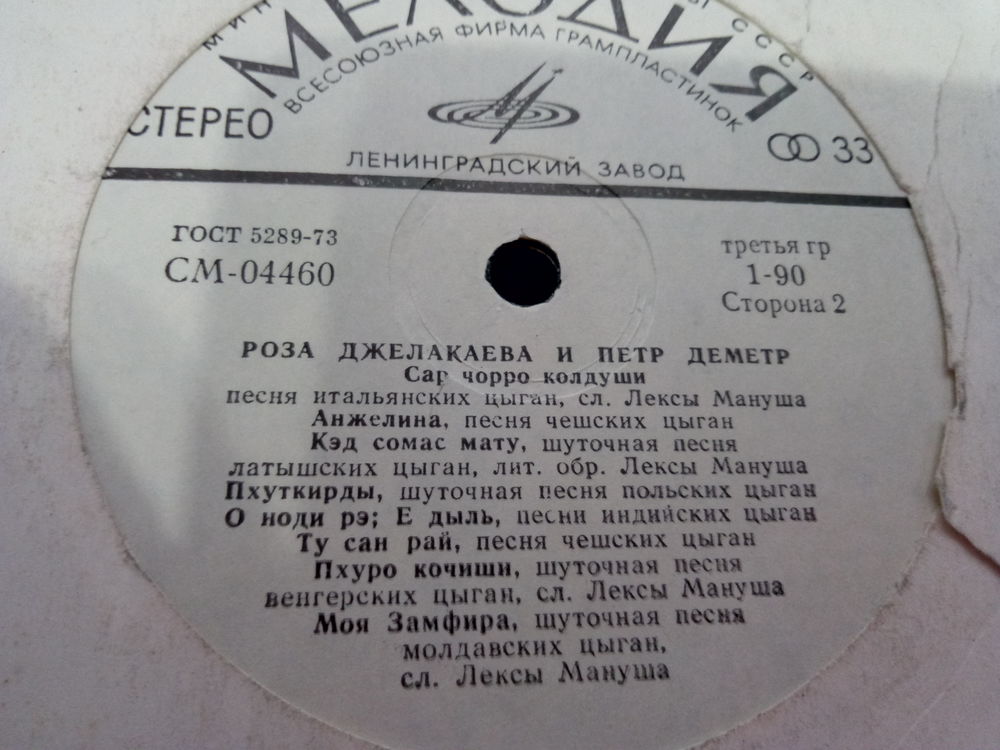 МЕЛОДИЯ
СССР
ВСЕСОЮЗНАЯ ФИРМА ГРАМПЛАСТИНОК
СТЕРЕО
33
ЛЕНИНГРАДСКИЙ ЗАВОД
ГОСТ 5289-73
СМ-04460
третья гр
1-90
Сторона 2
РОЗА ДЖЕЛАКАЕВА И ПЕТР ДЕМЕТР
Сар чорро колдуши
песня итальянских цыган, сл. Лексы Мануша
Анжелина, песня чешских цыган
Кэд сомас мату, шуточная песня
латышских цыган, лит. обр. Лексы Мануша
Пхуткирды, шуточная песня польских цыган
О ноди рэ; Е дыль, песни индийских цыган
Ту сан рай, песня чешских цыган
Пхуро кочиши, шуточная песня
венгерских цыган, сл. Лексы Мануша
Моя Замфира, шуточная песня
молдавских цыган,
сл. Лексы Мануша